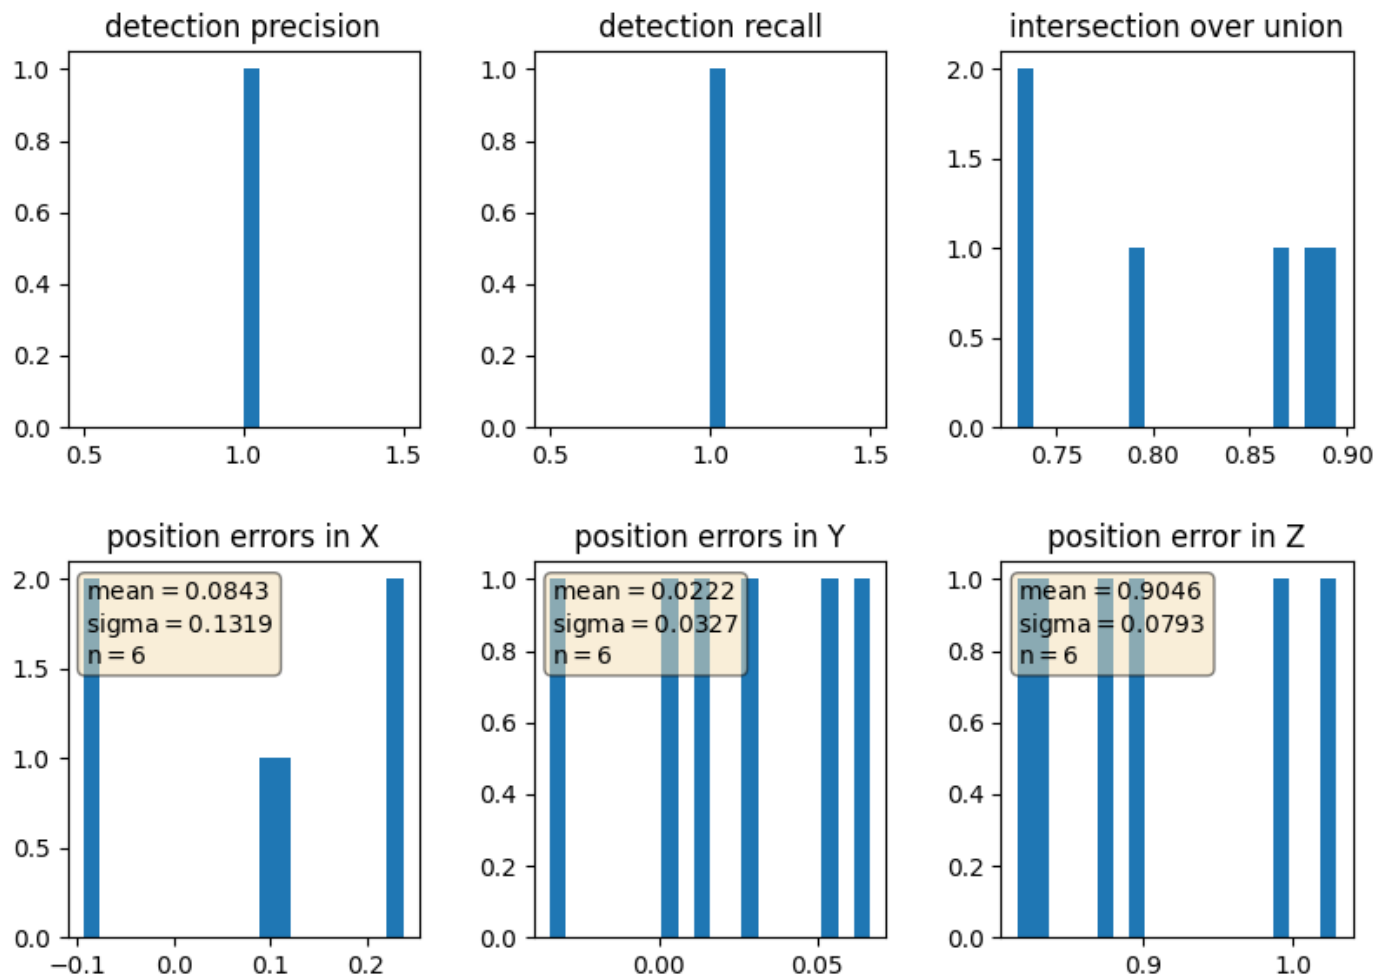 detection precision
1.0
0.8
0.6
0.4
0.2
0.0
0.5 1.0 1.5
detection recall
1.0
0.8
0.6
0.4
0.2
0.0
0.5 1.0 1.5
intersection over union
2.0
1.5
1.0
0.5
0.0
0.75 0.80 0.85 0.90
position errors in X
2.0
1.5
1.0
0.5
0.0
mean = 0.0843
sigma = 0.1319
n = 6
−0.1 0.0 0.1 0.2
position errors in Y
1.0
0.8
0.6
0.4
0.2
0.0
mean = 0.0222
sigma = 0.0327
n = 6
0.00 0.05
position error in Z
1.0
0.8
0.6
0.4
0.2
0.0
mean = 0.9046
sigma = 0.0793
n = 6
0.9 1.0